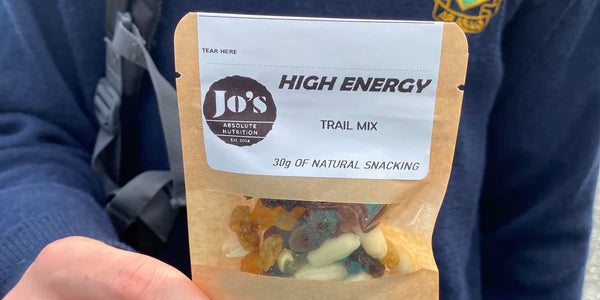 TEAR HERE
HIGH ENERGY
Jo's
ABSOLUTE
NUTRITION
Est. 2014
TRAIL MIX
30g OF NATURAL SNACKING